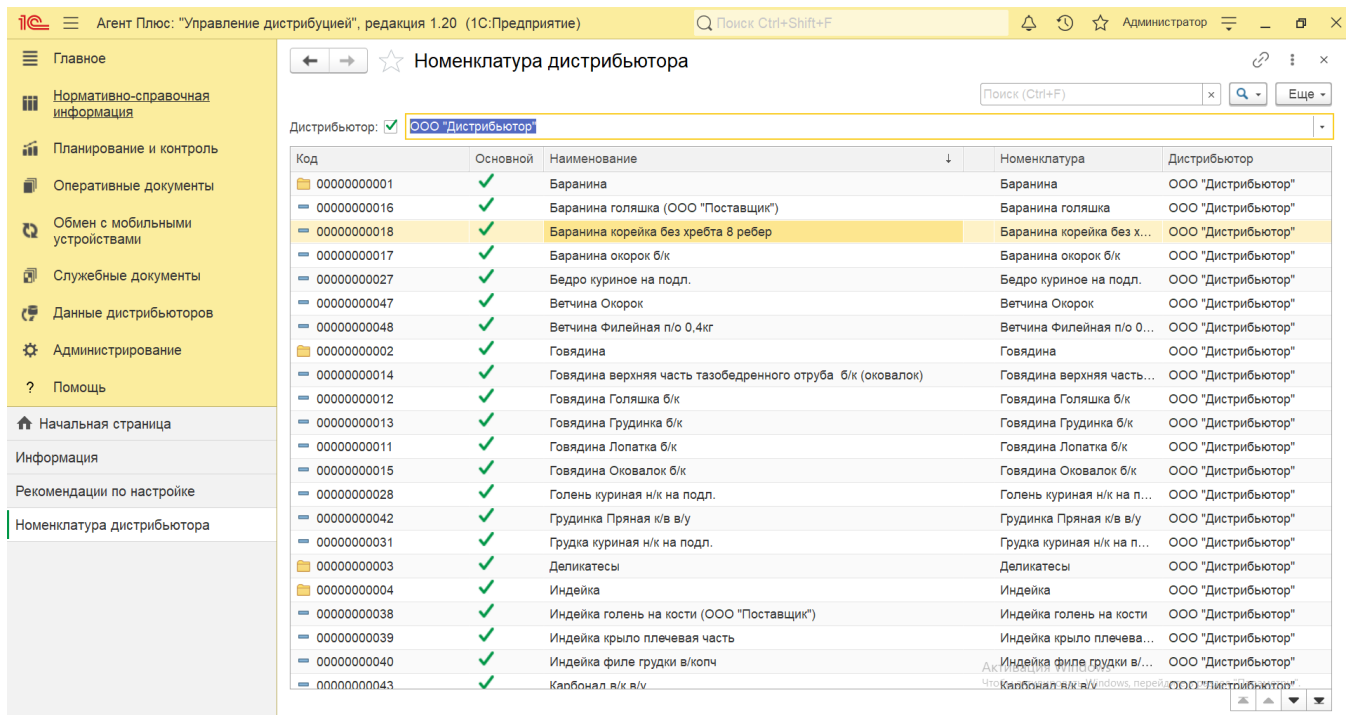 Агент Плюс: "Управление дистрибуцией", редакция 1.20 (1С:Предприятие)
Поиск Ctrl+Shift+F
Администратор
Главное
Нормативно-справочная
информация
Планирование и контроль
Оперативные документы
Обмен с мобильными
устройствами
Служебные документы
Данные дистрибьюторов
Администрирование
? Помощь
Начальная страница
Информация
Рекомендации по настройке
Номенклатура дистрибьютора
Номенклатура дистрибьютора
Поиск (Ctrl+F) × Еще
Дистрибьютор: ООО "Дистрибьютор"
Код Основной Наименование ↓ Номенклатура Дистрибьютор
00000000001 Баранина Баранина ООО "Дистрибьютор"
00000000016 Баранина голяшка (ООО "Поставщик") Баранина голяшка ООО "Дистрибьютор"
00000000018 Баранина корейка без хребта 8 ребер Баранина корейка без х... ООО "Дистрибьютор"
00000000017 Баранина окорок б/к Баранина окорок б/к ООО "Дистрибьютор"
00000000027 Бедро куриное на подл. Бедро куриное на подл. ООО "Дистрибьютор"
00000000047 Ветчина Окорок Ветчина Окорок ООО "Дистрибьютор"
00000000048 Ветчина Филейная п/о 0,4кг Ветчина Филейная п/о 0... ООО "Дистрибьютор"
00000000002 Говядина Говядина ООО "Дистрибьютор"
00000000014 Говядина верхняя часть тазобедренного отруба б/к (оковалок) Говядина верхняя часть... ООО "Дистрибьютор"
00000000012 Говядина Голяшка б/к Говядина Голяшка б/к ООО "Дистрибьютор"
00000000013 Говядина Грудинка б/к Говядина Грудинка б/к ООО "Дистрибьютор"
00000000011 Говядина Лопатка б/к Говядина Лопатка б/к ООО "Дистрибьютор"
00000000015 Говядина Оковалок б/к Говядина Оковалок б/к ООО "Дистрибьютор"
00000000028 Голень куриная н/к на подл. Голень куриная н/к на п... ООО "Дистрибьютор"
00000000042 Грудинка Пряная к/в в/у Грудинка Пряная к/в в/у ООО "Дистрибьютор"
00000000031 Грудка куриная н/к на подл. Грудка куриная н/к на п... ООО "Дистрибьютор"
00000000003 Деликатесы Деликатесы ООО "Дистрибьютор"
00000000004 Индейка Индейка ООО "Дистрибьютор"
00000000038 Индейка голень на кости (ООО "Поставщик") Индейка голень на кости ООО "Дистрибьютор"
00000000039 Индейка крыло плечевая часть Индейка крыло плечева... ООО "Дистрибьютор"
00000000040 Индейка филе грудки в/копч Индейка филе грудки в/... ООО "Дистрибьютор"
Активация Windows
00000000043 Карбонад в/к в/у Карбонад в/к в/у ООО "Дистрибьютор"